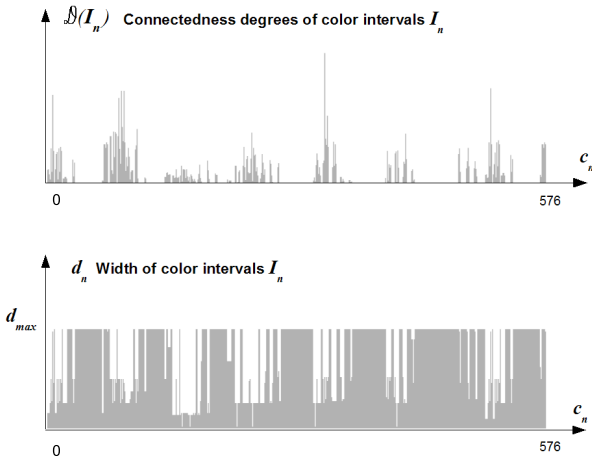 𝔇(Iₙ) Connectedness degrees of color intervals Iₙ
cₙ
0 576
dₙ Width of color intervals Iₙ
d_max
cₙ
0 576